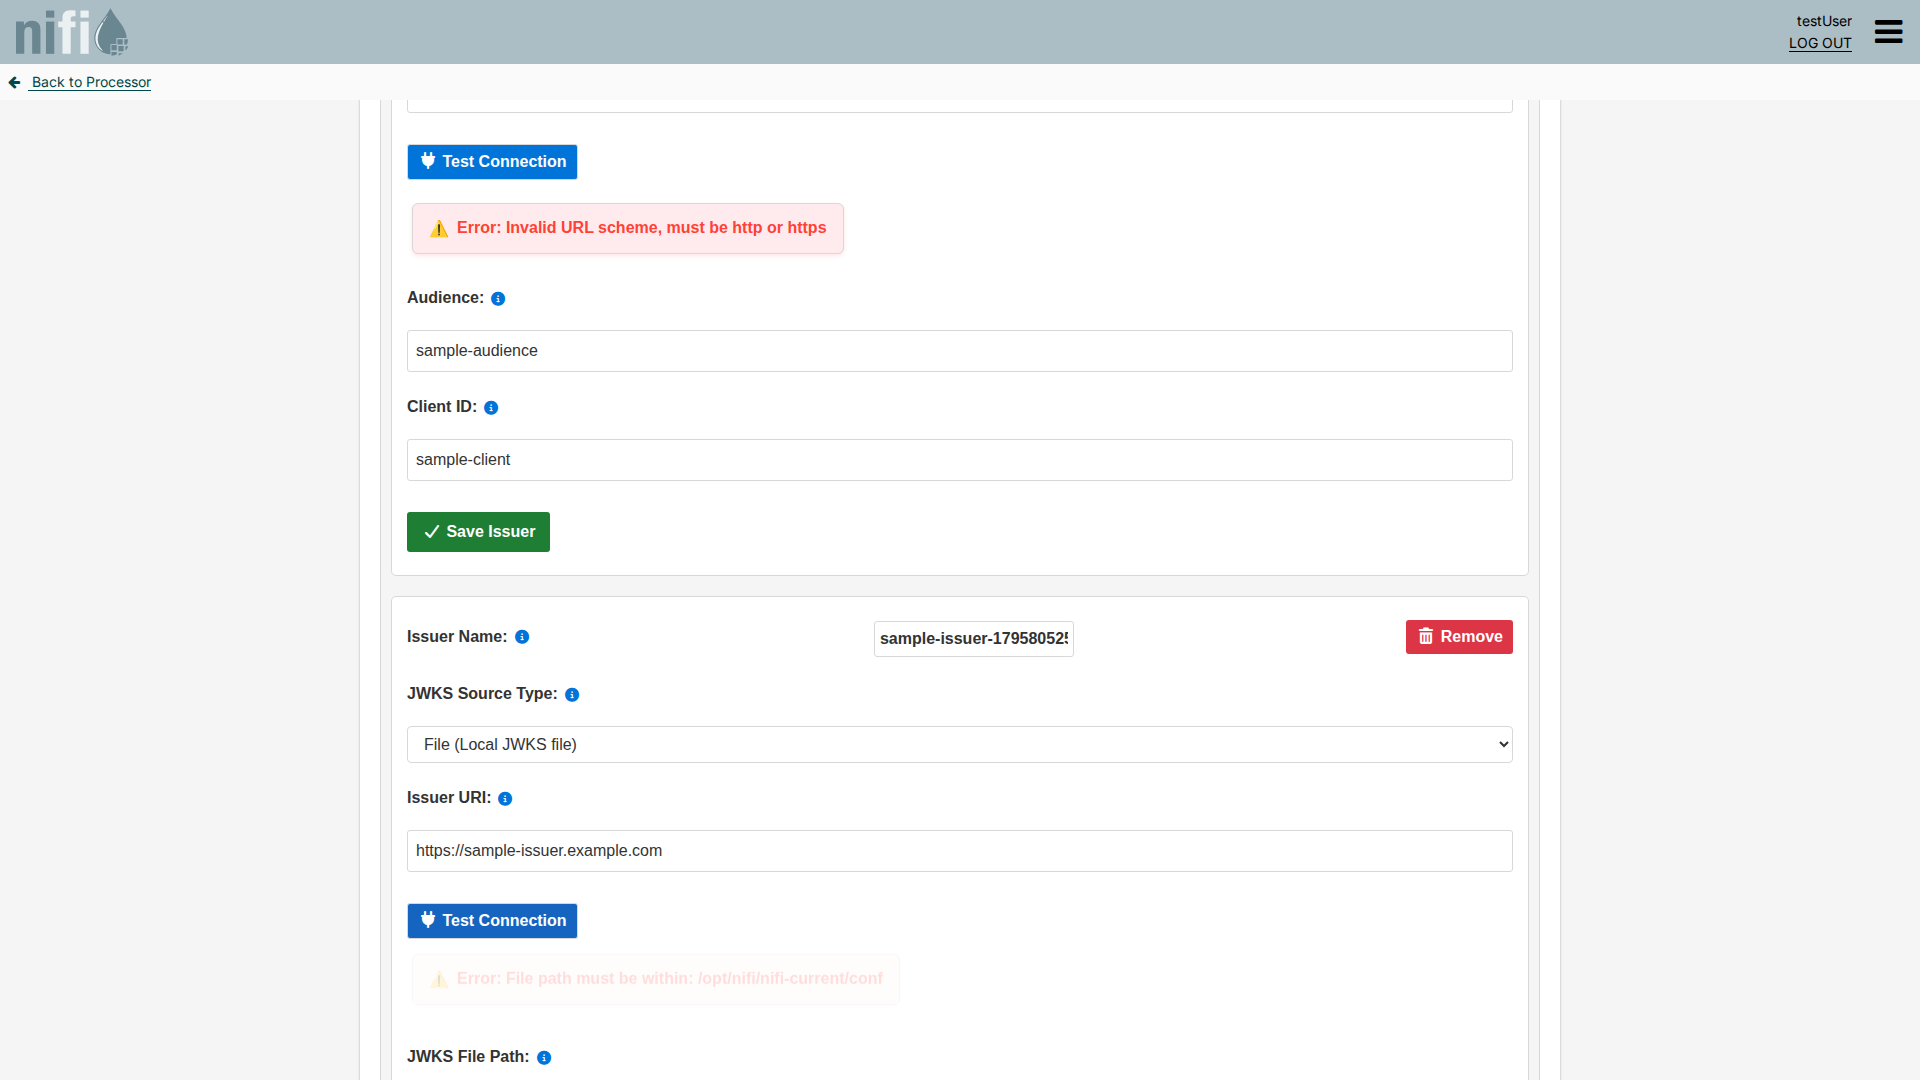 nifi
testUser
LOG OUT
Back to Processor
Test Connection
Error: Invalid URL scheme, must be http or https
Audience:
sample-audience
Client ID:
sample-client
Save Issuer
Issuer Name:
sample-issuer-179580525
Remove
JWKS Source Type:
File (Local JWKS file)
Issuer URI:
https://sample-issuer.example.com
Test Connection
Error: File path must be within: /opt/nifi/nifi-current/conf
JWKS File Path: